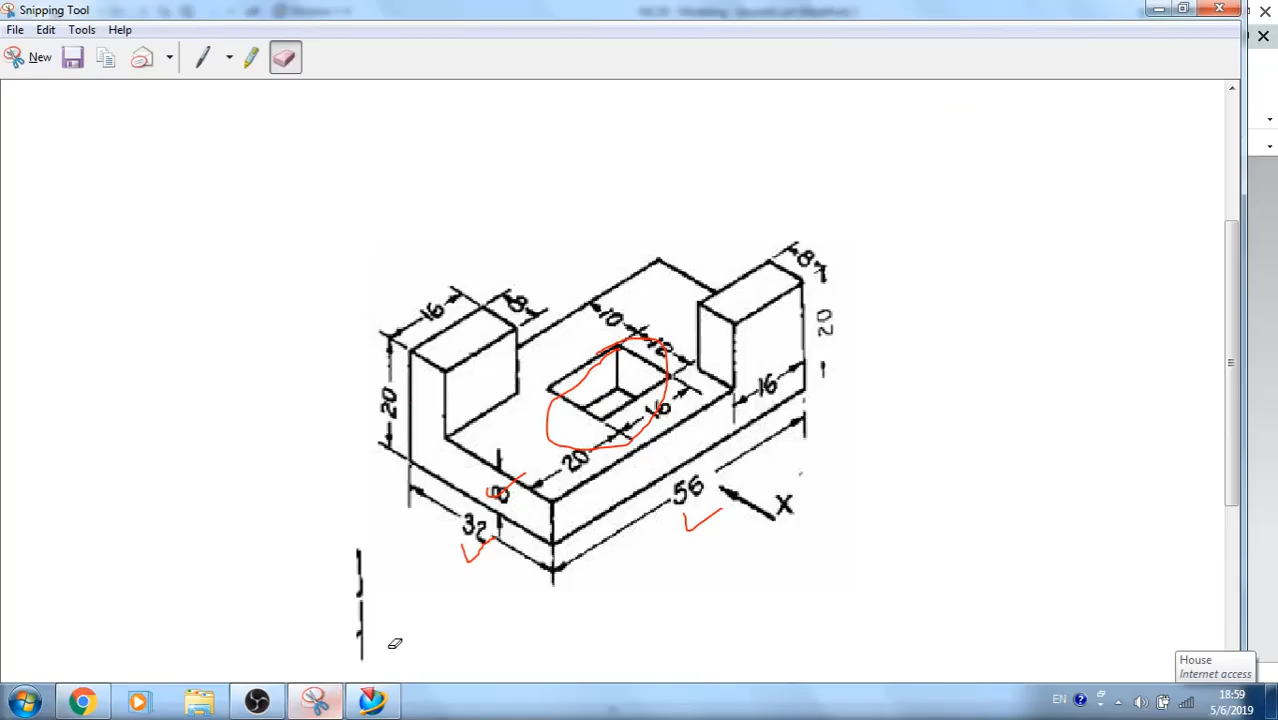 Snipping Tool
File Edit Tools Help
New
8
20
16
8
16
10
10
20
16
16
20
8
56
32
X
House
Internet access
EN
18:59
5/6/2019